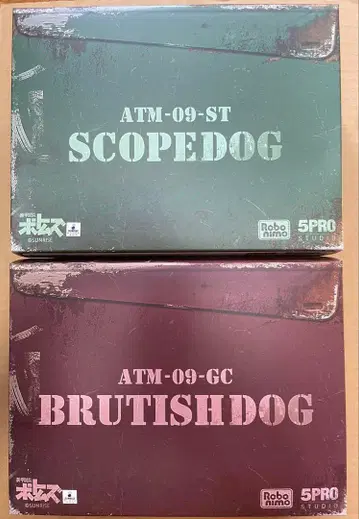 ATM-09-ST
SCOPEDOG
装甲騎兵
ボトムズ
©SUNRISE
Robo
nimo
5PRO
STUDIO
ATM-09-GC
BRUTISHDOG
装甲騎兵
ボトムズ
©SUNRISE
Robo
nimo
5PRO
STUDIO